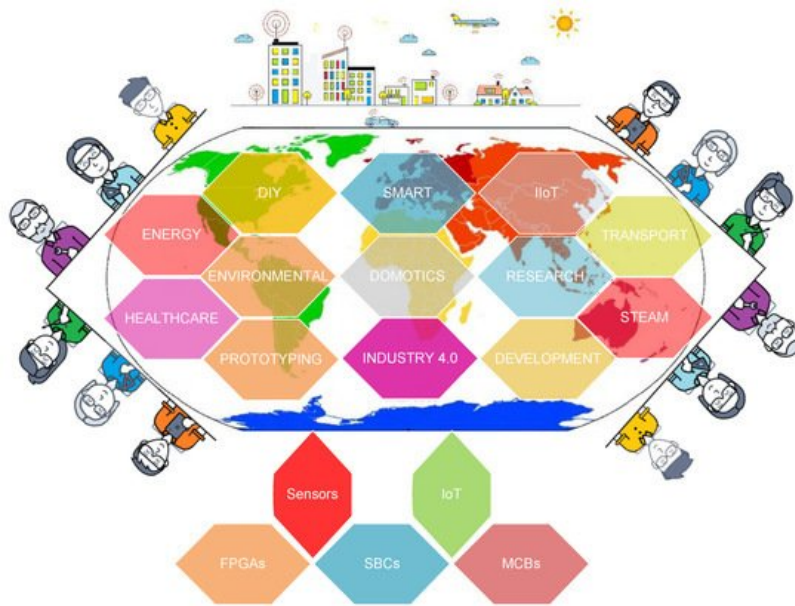 DIY
SMART
IIoT
ENERGY
TRANSPORT
ENVIRONMENTAL
DOMOTICS
RESEARCH
HEALTHCARE
STEAM
PROTOTYPING
INDUSTRY 4.0
DEVELOPMENT
Sensors
IoT
FPGAs
SBCs
MCBs